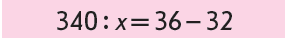 340 : x = 36 – 32